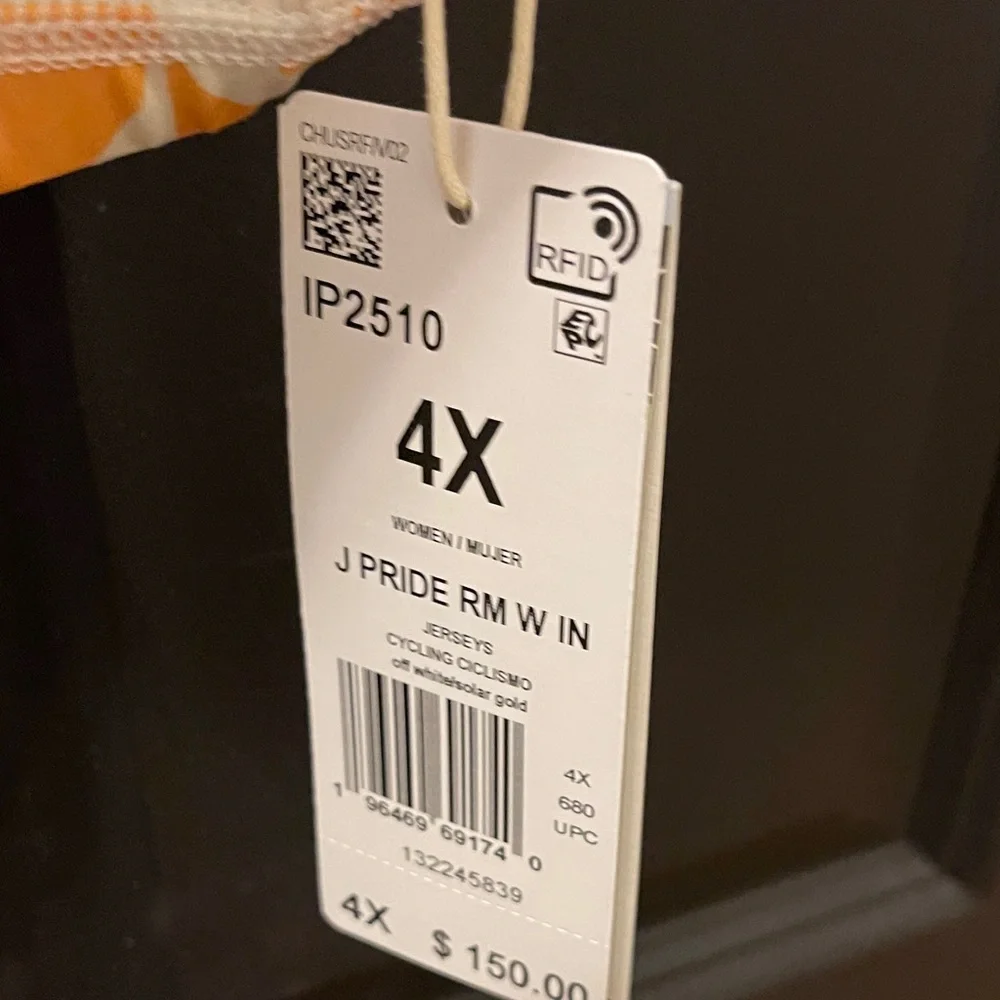 CHUSRFIV02
RFID
IP2510
4X
WOMEN / MUJER
J PRIDE RM W IN
JERSEYS
CYCLING CICLISMO
off white/solar gold
4X
680
UPC
1 96469 69174 0
132245839
4X $ 150.00